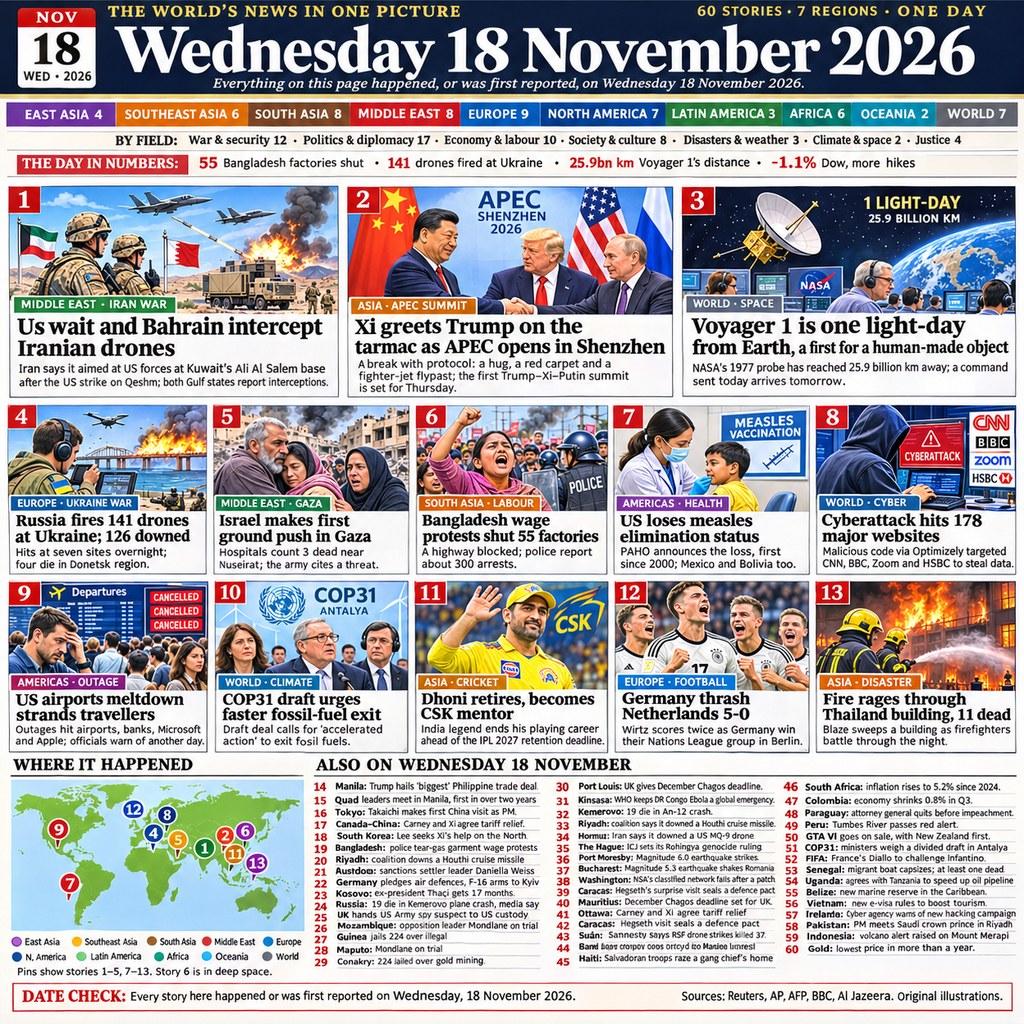 NOV
18
WED • 2026
THE WORLD'S NEWS IN ONE PICTURE
60 STORIES • 7 REGIONS • ONE DAY
Wednesday 18 November 2026
Everything on this page happened, or was first reported, on Wednesday 18 November 2026.
EAST ASIA 4
SOUTHEAST ASIA 6
SOUTH ASIA 8
MIDDLE EAST 8
EUROPE 9
NORTH AMERICA 7
LATIN AMERICA 3
AFRICA 6
OCEANIA 2
WORLD 7
BY FIELD: War & security 12 • Politics & diplomacy 17 • Economy & labour 10 • Society & culture 8 • Disasters & weather 3 • Climate & space 2 • Justice 4
THE DAY IN NUMBERS: 55 Bangladesh factories shut • 141 drones fired at Ukraine • 25.9bn km Voyager 1's distance • -1.1% Dow, more hikes
1
MIDDLE EAST • IRAN WAR
Us wait and Bahrain intercept
Iranian drones
Iran says it aimed at US forces at Kuwait's Ali Al Salem base
after the US strike on Qeshm; both Gulf states report interceptions.
2
APEC
SHENZHEN
2026
ASIA • APEC SUMMIT
Xi greets Trump on the
tarmac as APEC opens in Shenzhen
A break with protocol: a hug, a red carpet and a
fighter-jet flypast; the first Trump–Xi–Putin summit
is set for Thursday.
3
1 LIGHT-DAY
25.9 BILLION KM
NASA
WORLD • SPACE
Voyager 1 is one light-day
from Earth, a first for a human-made object
NASA's 1977 probe has reached 25.9 billion km away; a command
sent today arrives tomorrow.
4
EUROPE • UKRAINE WAR
Russia fires 141 drones
at Ukraine; 126 downed
Hits at seven sites overnight;
four die in Donetsk region.
5
MIDDLE EAST • GAZA
Israel makes first
ground push in Gaza
Hospitals count 3 dead near
Nuseirat; the army cites a threat.
6
POLICE
SOUTH ASIA • LABOUR
Bangladesh wage
protests shut 55 factories
A highway blocked; police report
about 300 arrests.
7
MEASLES
VACCINATION
AMERICAS • HEALTH
US loses measles
elimination status
PAHO announces the loss, first
since 2000; Mexico and Bolivia too.
8
CYBERATTACK
CNN
BBC
zoom
HSBC
WORLD • CYBER
Cyberattack hits 178
major websites
Malicious code via Optimizely targeted
CNN, BBC, Zoom and HSBC to steal data.
9
Departures
CANCELLED
CANCELLED
CANCELLED
AMERICAS • OUTAGE
US airports meltdown
strands travellers
Outages hit airports, banks, Microsoft
and Apple; officials warn of another day.
10
COP31
ANTALYA
WORLD • CLIMATE
COP31 draft urges
faster fossil-fuel exit
Draft deal calls for 'accelerated
action' to exit fosil fuels.
11
CSK
ASIA • CRICKET
Dhoni retires, becomes
CSK mentor
India legend ends his playing career
ahead of the IPL 2027 retention deadline.
12
17
EUROPE • FOOTBALL
Germany thrash
Netherlands 5-0
Wirtz scores twice as Germany win
their Nations League group in Berlin.
13
ASIA • DISASTER
Fire rages through
Thailand building, 11 dead
Blaze sweeps a building as firefighters
battle through the night.
WHERE IT HAPPENED
12
8
9
4
5
2
6
1
11
13
7
East Asia
Southeast Asia
South Asia
Middle East
Europe
N. America
Latin America
Africa
Oceania
World
Pins show stories 1–5, 7–13. Story 6 is in deep space.
ALSO ON WEDNESDAY 18 NOVEMBER
14 Manila: Trump hails 'biggest' Philippine trade deal
15 Quad leaders meet in Manila, first in over two years
16 Tokyo: Takaichi makes first China visit as PM.
17 Canada–China: Carney and Xi agree tariff relief.
18 South Korea: Lee seeks Xi's help on the North.
19 Bangladesh: police tear-gas garment wage protests
20 Riyadh: coalition downs a Houthi cruise missile
21 Austdoɑ: sanctions settler leader Daniella Weiss
22 Germany pledges air defences, F-16 arms to Kyiv
23 Kosovo: ex-president Thaçi gets 17 months.
24 Russia: 19 die in Kemerovo plane crash, media say
25 UK hands US Army spy suspect to US custody
26 Mozambique: opposition leader Mondlane on trial
27 Guinea jails 224 over illegal
28 Maputo: Mondlane on trial
29 Conakry: 224 jailed over gold mining.
30 Port Louis: UK gives December Chagos deadline.
31 Kinsasa: WHO keeps DR Congo Ebola a global emergency.
32 Kemerovo: 19 die in An-12 crash.
33 Riyadh: coalition says it downed a Houthi cruise missile.
34 Hormu: Iran says it downed a US MQ-9 drone
35 The Hague: ICJ sets its Rohingya genocide ruling
36 Port Moresby: Magnitude 6.0 earthquake strikes.
37 Bucharest: Magnitude 5.3 earthquake shakes Romania
38 Washington: NSA's classified network fails after a patch
39 Caracas: Hegseth's surprise visit seals a defence pact
40 Mauritius: December Chagos deadline set for UK.
41 Ottawa: Carney and Xi agree tariff relief
42 Caracas: Hegseth visit seals a defence pact
43 Suán: Sannesty says RSF drone strikes killed 37.
44
45 Haiti: Salvadoran troops raze a gang chief's home
46 South Africa: inflation rises to 5.2% since 2024.
47 Colombia: economy shrinks 0.8% in Q3.
48 Paraguay: attorney general quits before impeachment.
49 Peru: Tumbes River passes red alert.
50 GTA VI goes on sale, with New Zealand first.
51 COP31: ministers weigh a divided draft in Antalya
52 FIFA: France's Diallo to challenge Infantino.
53 Senegal: migrant boat capsizes; at least one dead.
54 Uganda: agrees with Tanzania to speed up oil pipeline
55 Belize: new marine reserve in the Caribbean.
56 Vietnam: new e-visa rules to boost tourism.
57 Irelanɑb: Cyber agency warns of new hacking campaign
58 Pakistan: PM meets Saudi crown prince in Riyadh
59 Indonesia: volcano alert raised on Mount Merapi
60 Gold: lowest price in more than a year.
DATE CHECK: Every story here happened or was first reported on Wednesday, 18 November 2026.
Sources: Reuters, AP, AFP, BBC, Al Jazeera. Original illustrations.